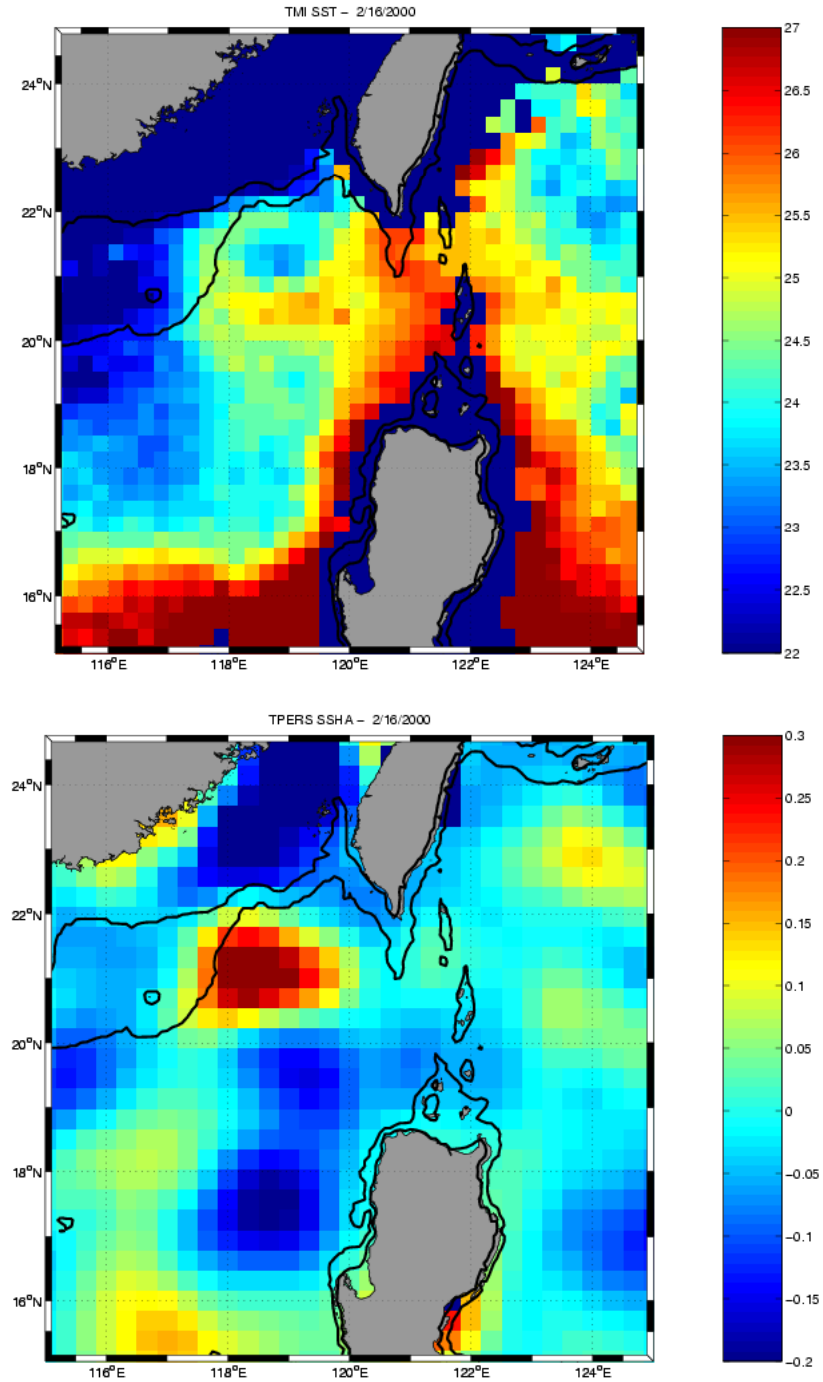 TMI SST – 2/16/2000
24°N
22°N
20°N
18°N
16°N
116°E 118°E 120°E 122°E 124°E
27
26.5
26
25.5
25
24.5
24
23.5
23
22.5
22
TPERS SSHA – 2/16/2000
24°N
22°N
20°N
18°N
16°N
116°E 118°E 120°E 122°E 124°E
0.3
0.25
0.2
0.15
0.1
0.05
0
−0.05
−0.1
−0.15
−0.2